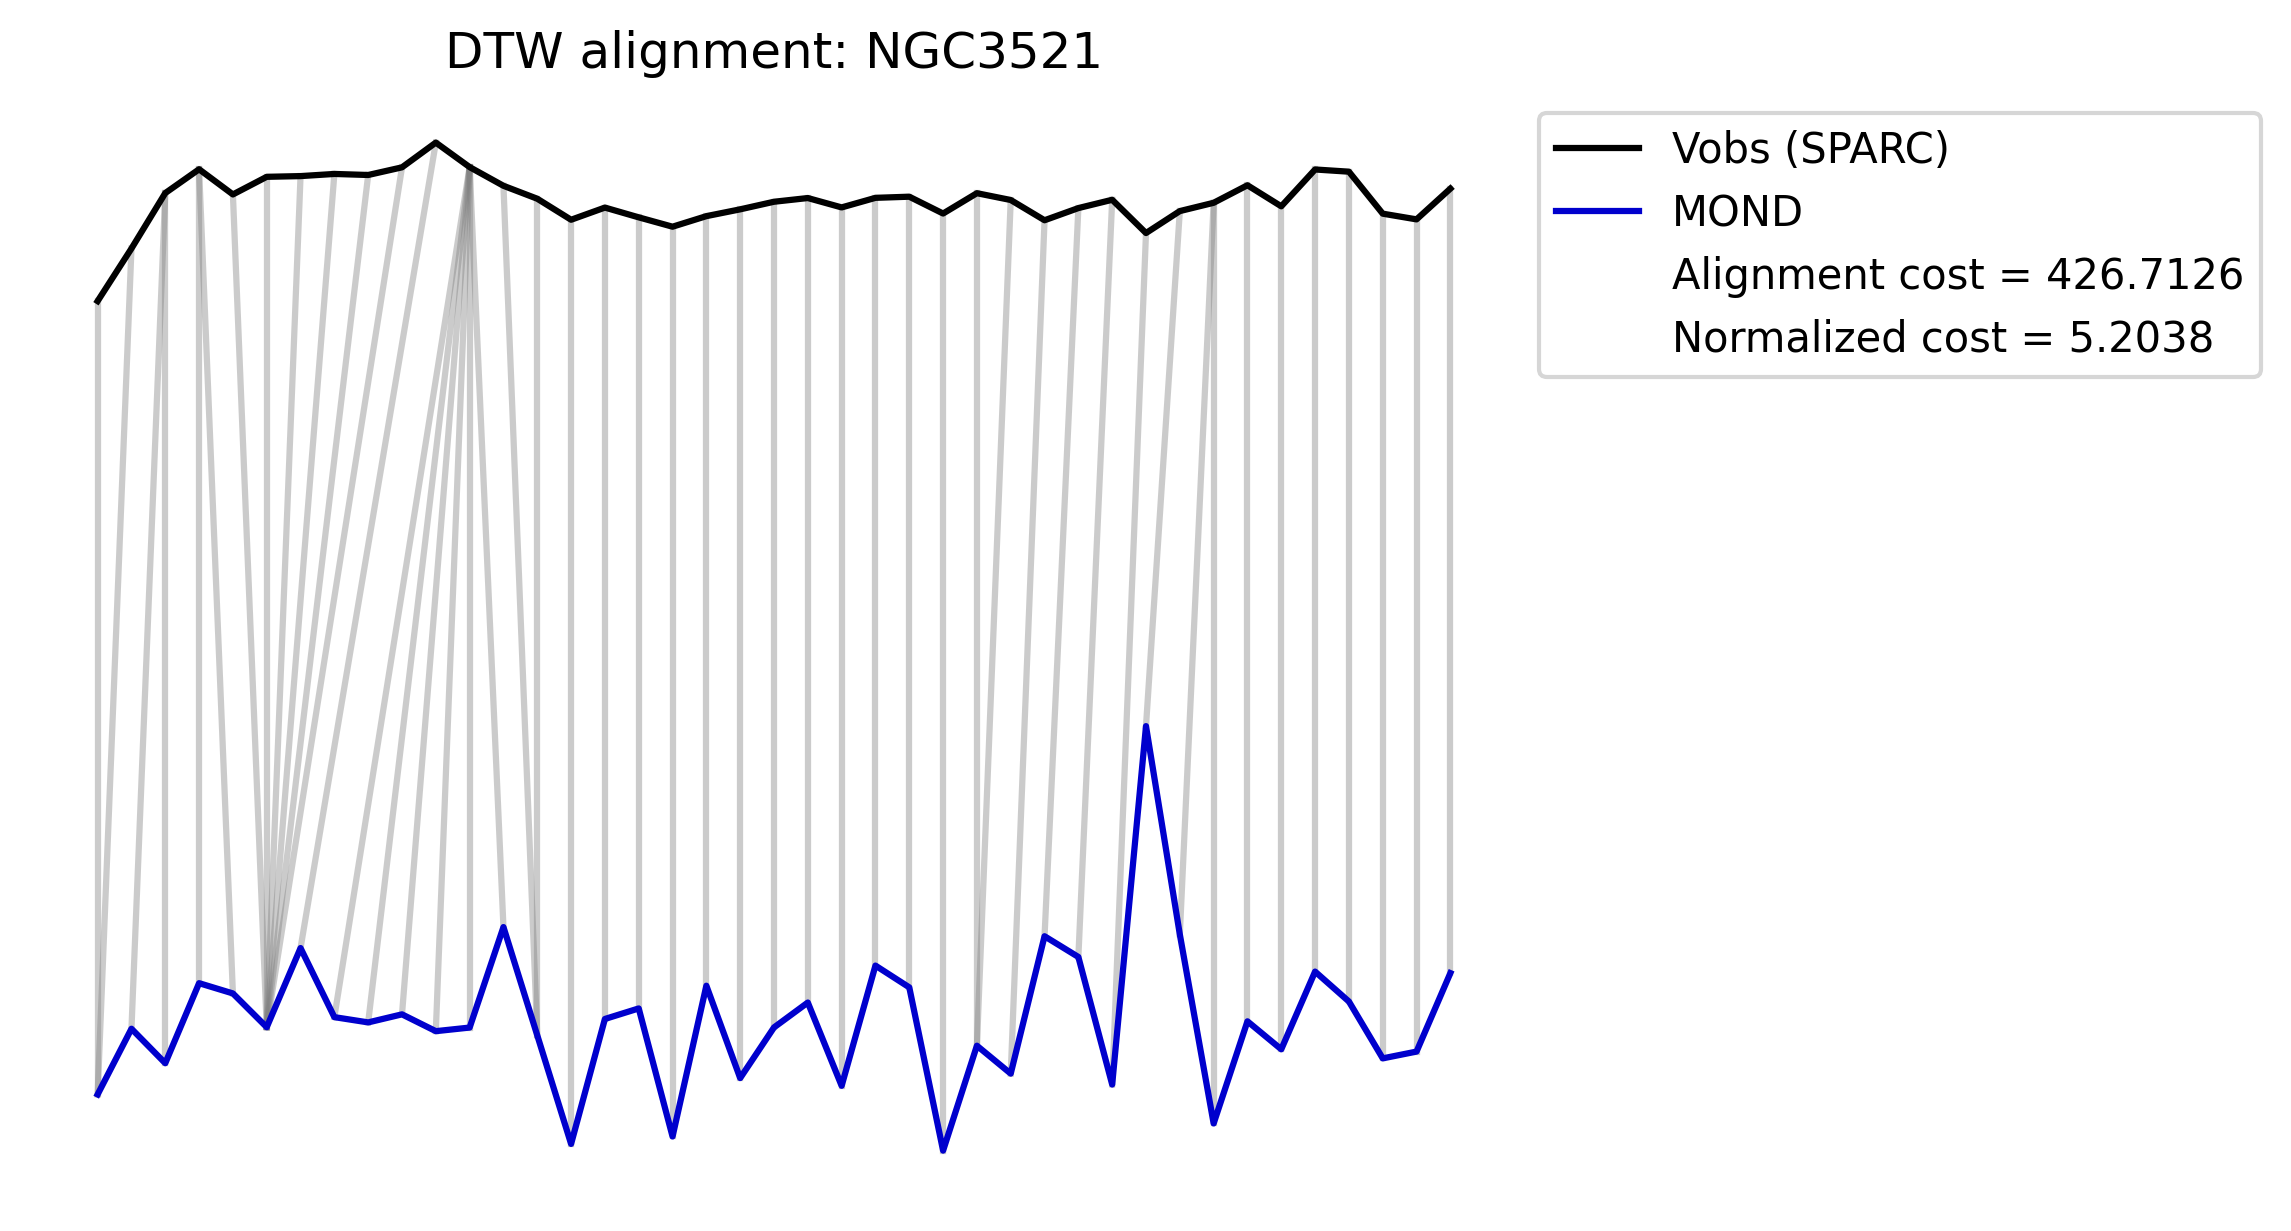 DTW alignment: NGC3521
Vobs (SPARC)
MOND
Alignment cost = 426.7126
Normalized cost = 5.2038